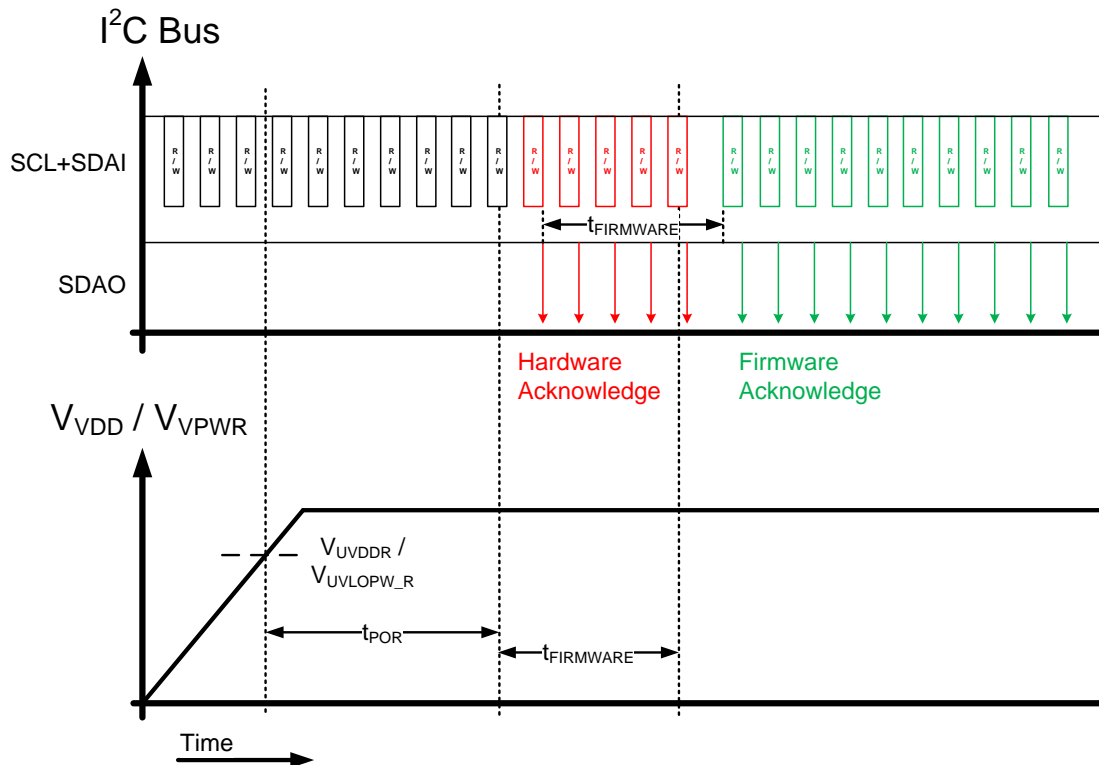 I²C Bus
SCL+SDAI
R/W R/W R/W R/W R/W R/W R/W R/W R/W R/W R/W R/W R/W R/W R/W R/W R/W R/W R/W R/W R/W R/W R/W R/W R/W
tFIRMWARE
SDAO
Hardware
Acknowledge
Firmware
Acknowledge
VVDD / VVPWR
VUVDDR /
VUVLOPW_R
tPOR
tFIRMWARE
Time